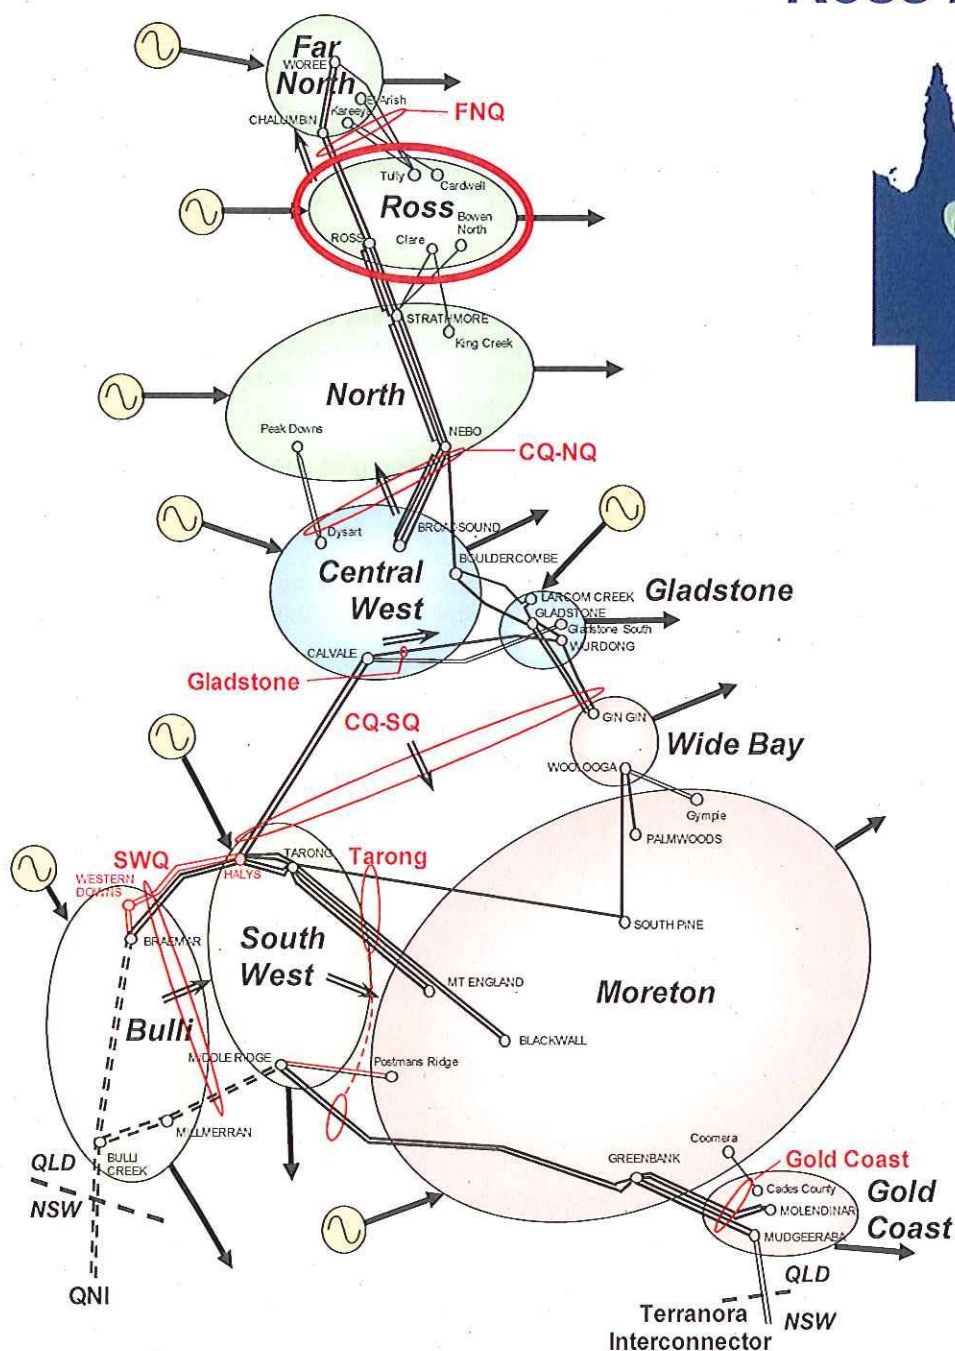 Far
North
WOREE
El Arish
Kareeya
CHALUMBIN
FNQ
Tully
Cardwell
Ross
Bowen
North
ROSS
Clare
STRATHMORE
King Creek
North
Peak Downs
NEBO
CQ-NQ
Dysart
BROADSOUND
BOULDERCOMBE
Central
West
Gladstone
LARCOM CREEK
GLADSTONE
Gladstone South
WURDONG
CALVALE
Gladstone
CQ-SQ
GIN GIN
Wide Bay
WOOLOOGA
Gympie
PALMWOODS
SWQ
TARONG
Tarong
WESTERN
DOWNS
HALYS
BRAEMAR
SOUTH PINE
South
West
MT ENGLAND
Moreton
Bulli
BLACKWALL
MIDDLE RIDGE
Postmans Ridge
MILLMERRAN
BULLI
CREEK
QLD
NSW
QNI
GREENBANK
Coomera
Gold Coast
Cades County
MOLENDINAR
MUDGEERABA
Gold
Coast
QLD
NSW
Terranora
Interconnector